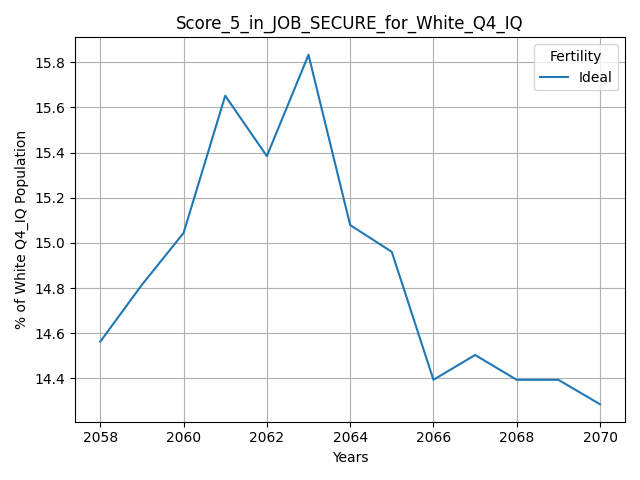 Score_5_in_JOB_SECURE_for_White_Q4_IQ
Fertility
Ideal
% of White Q4_IQ Population
15.8
15.6
15.4
15.2
15.0
14.8
14.6
14.4
2058 2060 2062 2064 2066 2068 2070
Years